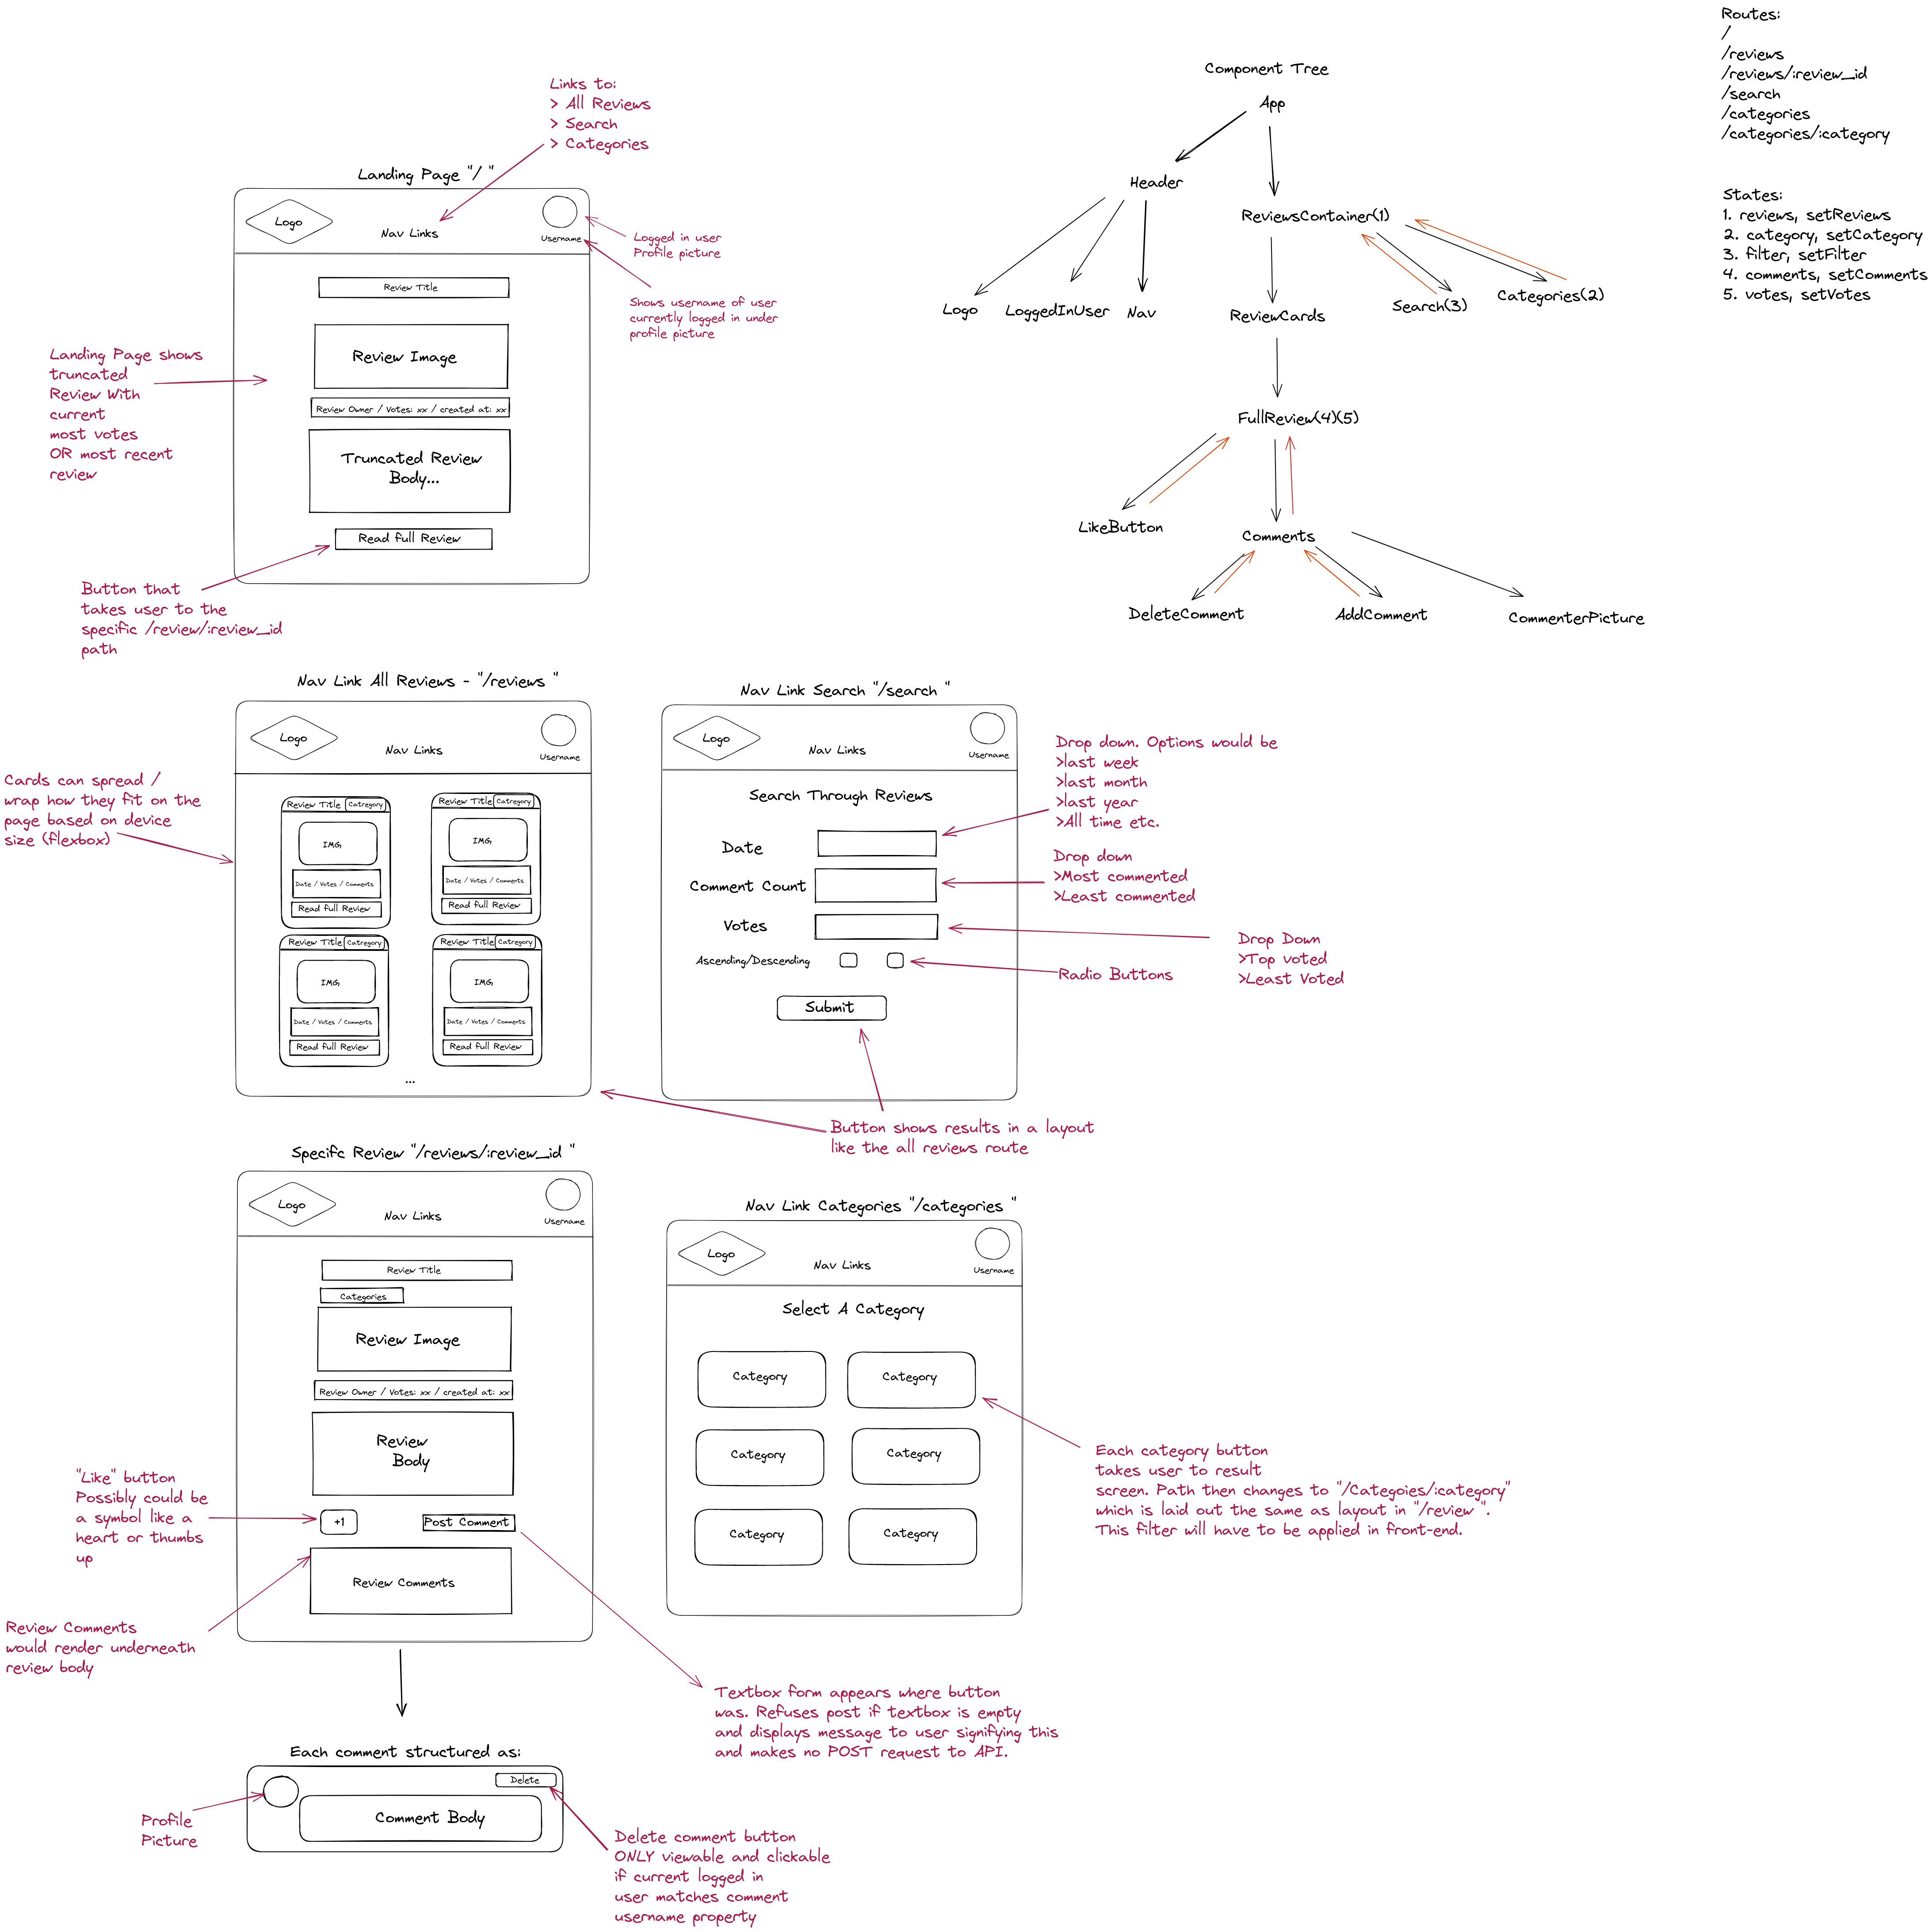 Routes:
/
/reviews
/reviews/:review_id
/search
/categories
/categories/:category
States:
1. reviews, setReviews
2. category, setCategory
3. filter, setFilter
4. comments, setComments
5. votes, setVotes
Component Tree
App
Header
ReviewsContainer(1)
Logo
LoggedInUser
Nav
ReviewCards
Search(3)
Categories(2)
FullReview(4)(5)
LikeButton
Comments
DeleteComment
AddComment
CommenterPicture
Links to:
> All Reviews
> Search
> Categories
Landing Page "/ "
Logo
Nav Links
Username
Logged in user
Profile picture
Shows username of user
currently logged in under
profile picture
Review Title
Review Image
Review Owner / Votes: xx / created at: xx
Truncated Review
Body...
Read full Review
Landing Page shows
truncated
Review With
current
most votes
OR most recent
review
Button that
takes user to the
specific /review/:review_id
path
Nav Link All Reviews - "/reviews "
Logo
Nav Links
Username
Cards can spread /
wrap how they fit on the
page based on device
size (flexbox)
Review Title
Catregory
IMG
Date / Votes / Comments
Read full Review
Review Title
Catregory
IMG
Date / Votes / Comments
Read full Review
Review Title
Catregory
IMG
Date / Votes / Comments
Read full Review
Review Title
Catregory
IMG
Date / Votes / Comments
Read full Review
...
Nav Link Search "/search "
Logo
Nav Links
Username
Search Through Reviews
Date
Comment Count
Votes
Ascending/Descending
Submit
Drop down. Options would be
>last week
>last month
>last year
>All time etc.
Drop down
>Most commented
>Least commented
Drop Down
>Top voted
>Least Voted
Radio Buttons
Button shows results in a layout
like the all reviews route
Specifc Review "/reviews/:review_id "
Logo
Nav Links
Username
Review Title
Categories
Review Image
Review Owner / Votes: xx / created at: xx
Review
Body
+1
Post Comment
Review Comments
"Like" button
Possibly could be
a symbol like a
heart or thumbs
up
Review Comments
would render underneath
review body
Nav Link Categories "/categories "
Logo
Nav Links
Username
Select A Category
Category
Category
Category
Category
Category
Category
Each category button
takes user to result
screen. Path then changes to "/Categoies/:category"
which is laid out the same as layout in "/review ".
This filter will have to be applied in front-end.
Textbox form appears where button
was. Refuses post if textbox is empty
and displays message to user signifying this
and makes no POST request to API.
Each comment structured as:
Delete
Comment Body
Profile
Picture
Delete comment button
ONLY viewable and clickable
if current logged in
user matches comment
username property